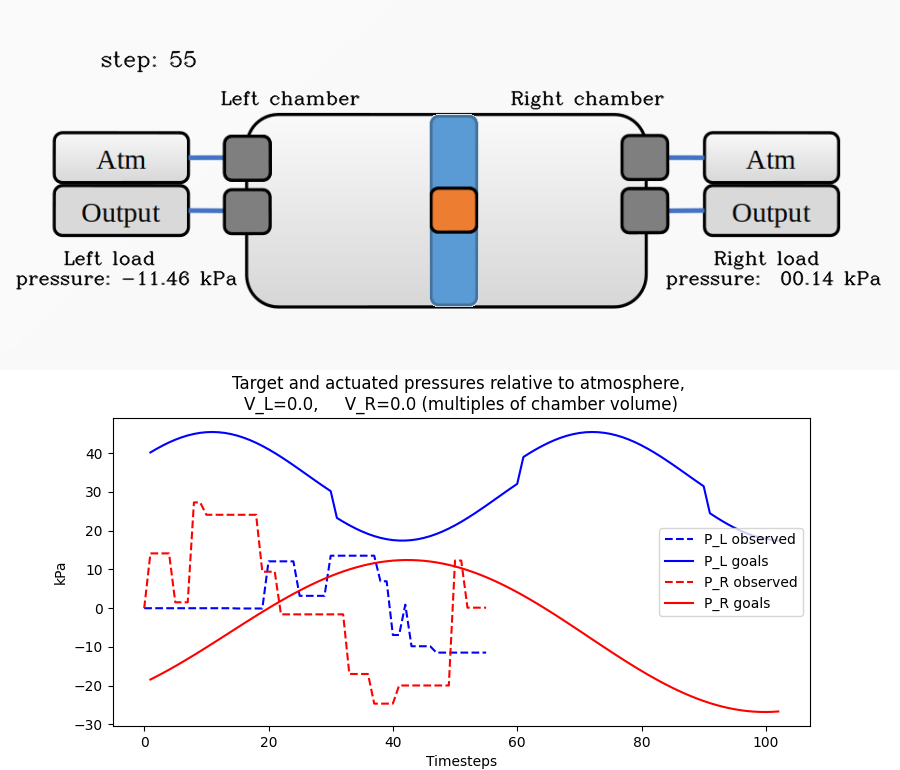 step: 55
Left chamber
Right chamber
Atm
Atm
Output
Output
Left load
pressure: −11.46 kPa
Right load
pressure: 00.14 kPa
Target and actuated pressures relative to atmosphere,
V_L=0.0, V_R=0.0 (multiples of chamber volume)
40
30
20
10
0
−10
−20
−30
kPa
P_L observed
P_L goals
P_R observed
P_R goals
0 20 40 60 80 100
Timesteps